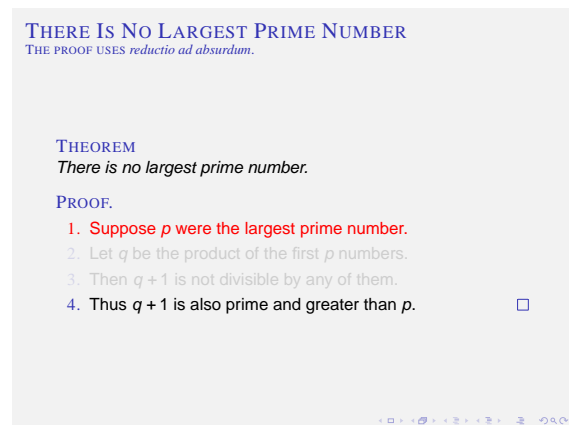 THERE IS NO LARGEST PRIME NUMBER
THE PROOF USES reductio ad absurdum.
THEOREM
There is no largest prime number.
PROOF.
1. Suppose p were the largest prime number.
2. Let q be the product of the first p numbers.
3. Then q + 1 is not divisible by any of them.
4. Thus q + 1 is also prime and greater than p.